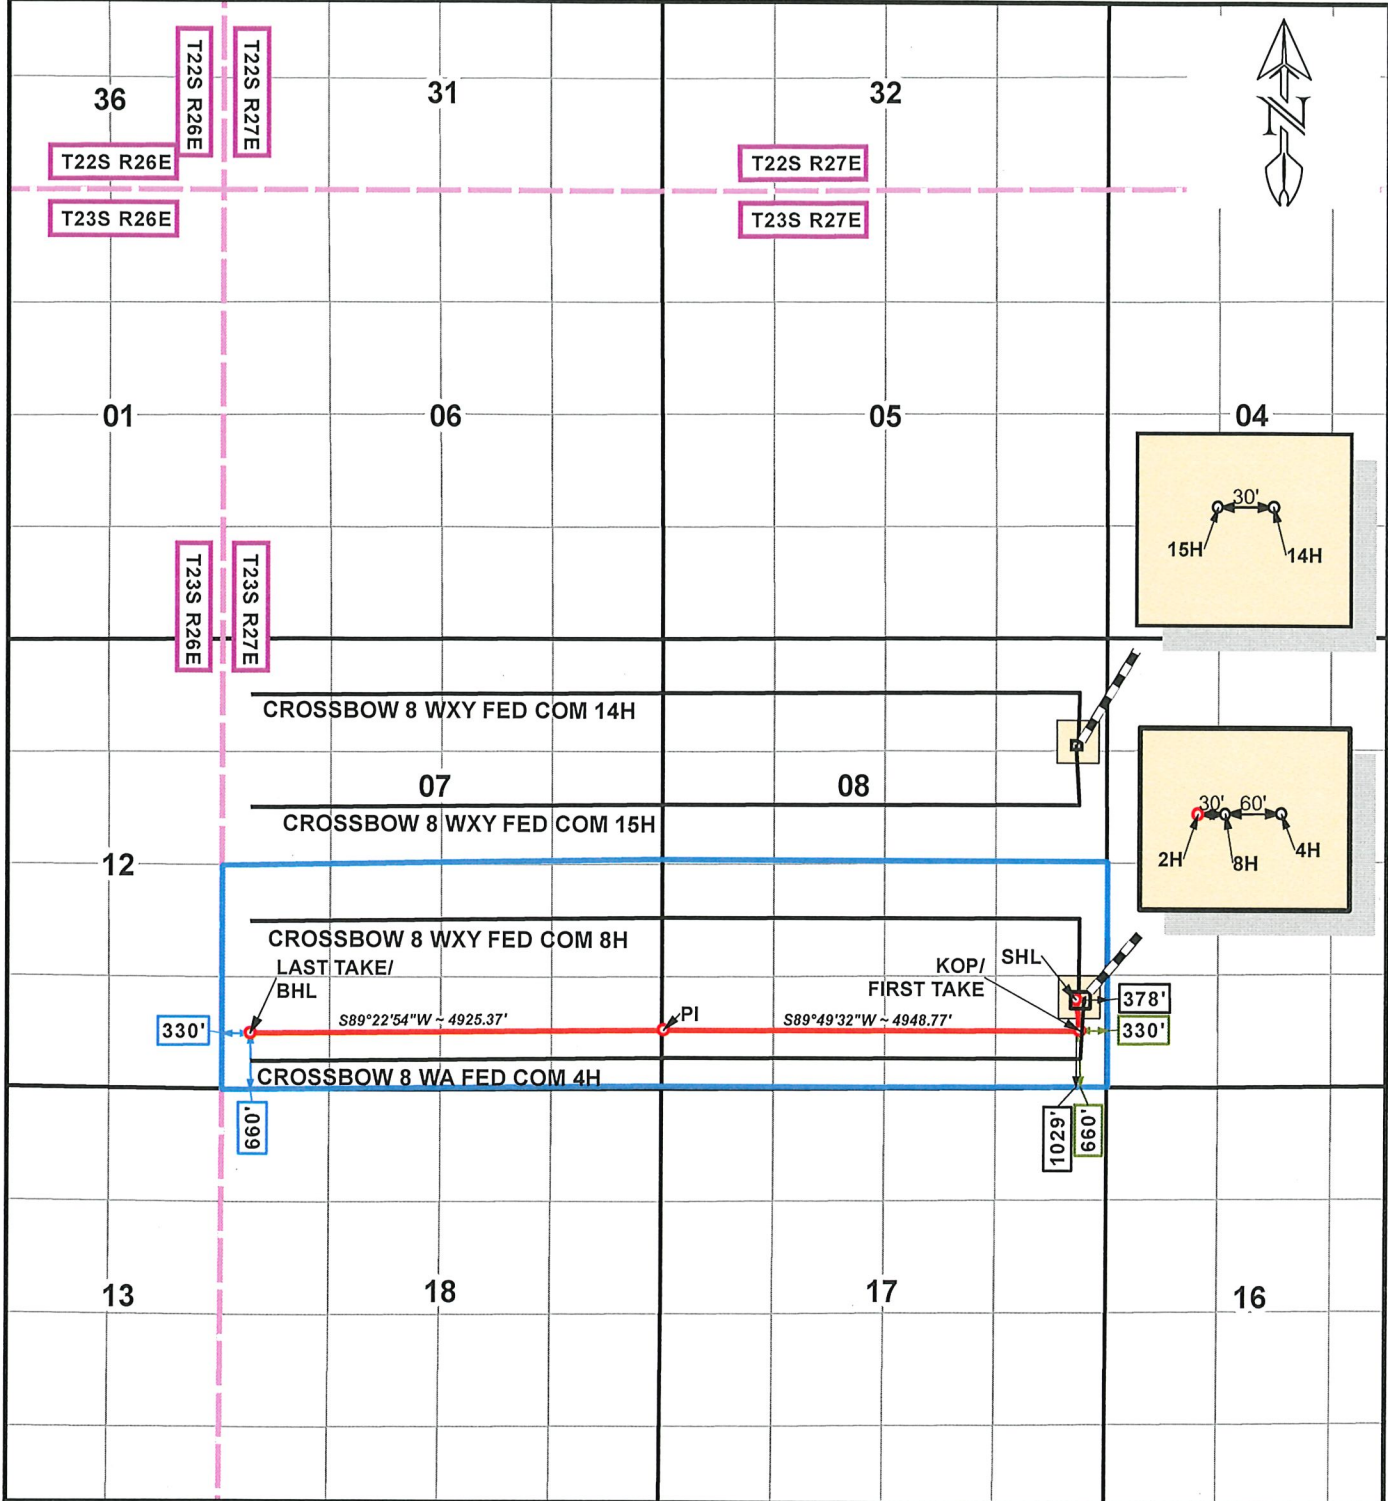 36
31
32
N
T22S R26E
T22S R27E
T22S R26E
T22S R27E
T23S R26E
T23S R27E
01
06
05
04
30'
15H
14H
T23S R26E
T23S R27E
CROSSBOW 8 WXY FED COM 14H
07
08
CROSSBOW 8 WXY FED COM 15H
30'
60'
2H
8H
4H
12
CROSSBOW 8 WXY FED COM 8H
LAST TAKE/
BHL
KOP/
FIRST TAKE
SHL
378'
330'
S89°22'54"W ~ 4925.37'
PI
S89°49'32"W ~ 4948.77'
330'
CROSSBOW 8 WA FED COM 4H
660'
1029'
660'
13
18
17
16